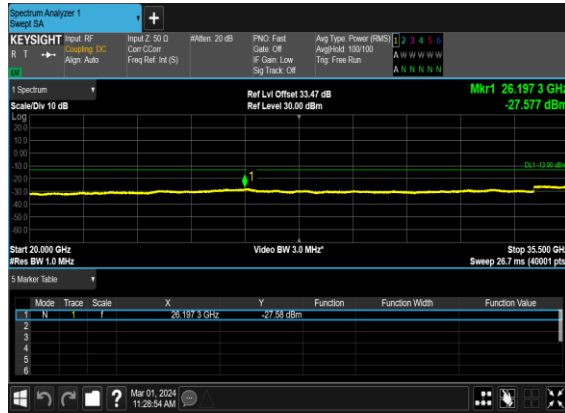 Spectrum Analyzer 1
Swept SA
+
KEYSIGHT Input: RF Input Z: 50 Ω #Atten: 20 dB PNO: Fast Avg Type: Power (RMS) 1 2 3 4 5 6
R T Coupling: DC Corr CCorr Gate: Off Avg|Hold: 100/100 A W W W W W
Align: Auto Freq Ref: Int (S) IF Gain: Low Trig: Free Run
Sig Track: Off A N N N N N
1 Spectrum
Ref Lvl Offset 33.47 dB Mkr1 26.197 3 GHz
Scale/Div 10 dB Ref Level 30.00 dBm -27.577 dBm
Log
20.0
10.0
0.00
-10.0
DL1 -13.00 dBm
-20.0
1
-30.0
-40.0
-50.0
-60.0
Start 20.000 GHz Video BW 3.0 MHz* Stop 35.500 GHz
#Res BW 1.0 MHz Sweep 26.7 ms (40001 pts)
5 Marker Table
Mode Trace Scale X Y Function Function Width Function Value
1 N 1 f 26.197 3 GHz -27.58 dBm
2
3
4
5
6
? Mar 01, 2024
11:28:54 AM